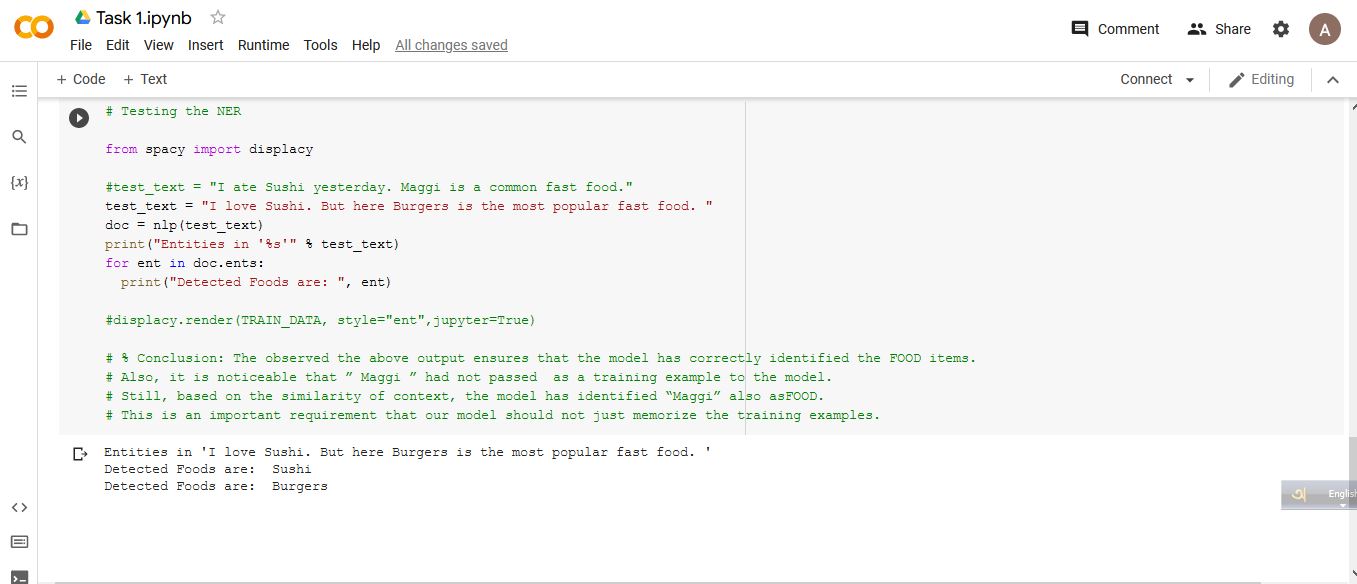 Task 1.ipynb
File Edit View Insert Runtime Tools Help All changes saved
Comment Share A
+ Code + Text
Connect Editing
{x}
# Testing the NER
from spacy import displacy
#test_text = "I ate Sushi yesterday. Maggi is a common fast food."
test_text = "I love Sushi. But here Burgers is the most popular fast food. "
doc = nlp(test_text)
print("Entities in '%s'" % test_text)
for ent in doc.ents:
  print("Detected Foods are: ", ent)
#displacy.render(TRAIN_DATA, style="ent",jupyter=True)
# % Conclusion: The observed the above output ensures that the model has correctly identified the FOOD items.
# Also, it is noticeable that ” Maggi ” had not passed  as a training example to the model.
# Still, based on the similarity of context, the model has identified “Maggi” also asFOOD.
# This is an important requirement that our model should not just memorize the training examples.
Entities in 'I love Sushi. But here Burgers is the most popular fast food. '
Detected Foods are:  Sushi
Detected Foods are:  Burgers
অ English